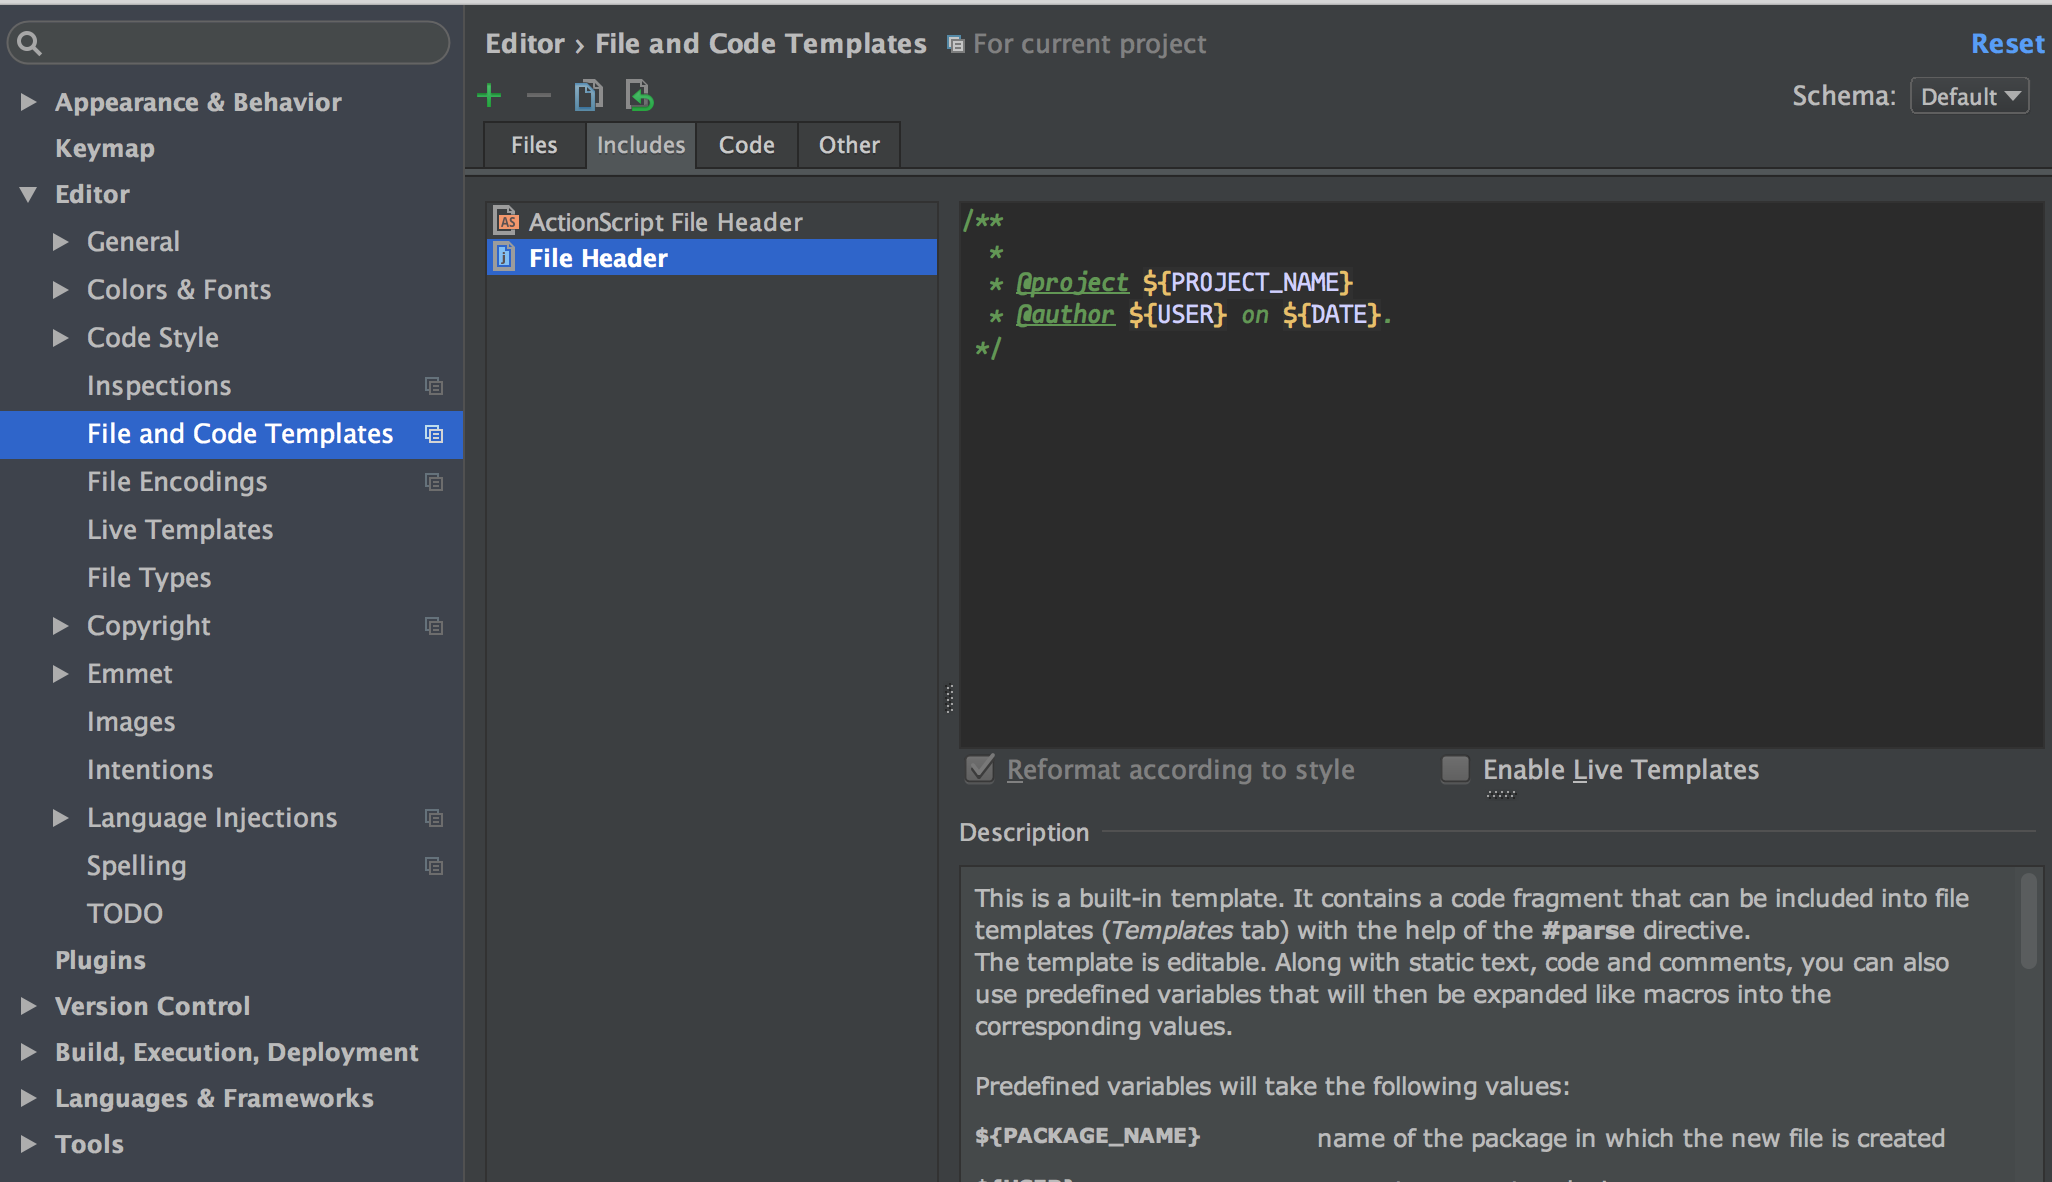 Editor › File and Code Templates For current project Reset
Schema: Default
Files Includes Code Other
Appearance & Behavior
Keymap
Editor
General
Colors & Fonts
Code Style
Inspections
File and Code Templates
File Encodings
Live Templates
File Types
Copyright
Emmet
Images
Intentions
Language Injections
Spelling
TODO
Plugins
Version Control
Build, Execution, Deployment
Languages & Frameworks
Tools
AS ActionScript File Header
File Header
/**
*
* @project ${PROJECT_NAME}
* @author ${USER} on ${DATE}.
*/
Reformat according to style Enable Live Templates
Description
This is a built-in template. It contains a code fragment that can be included into file
templates (Templates tab) with the help of the #parse directive.
The template is editable. Along with static text, code and comments, you can also
use predefined variables that will then be expanded like macros into the
corresponding values.
Predefined variables will take the following values:
${PACKAGE_NAME} name of the package in which the new file is created